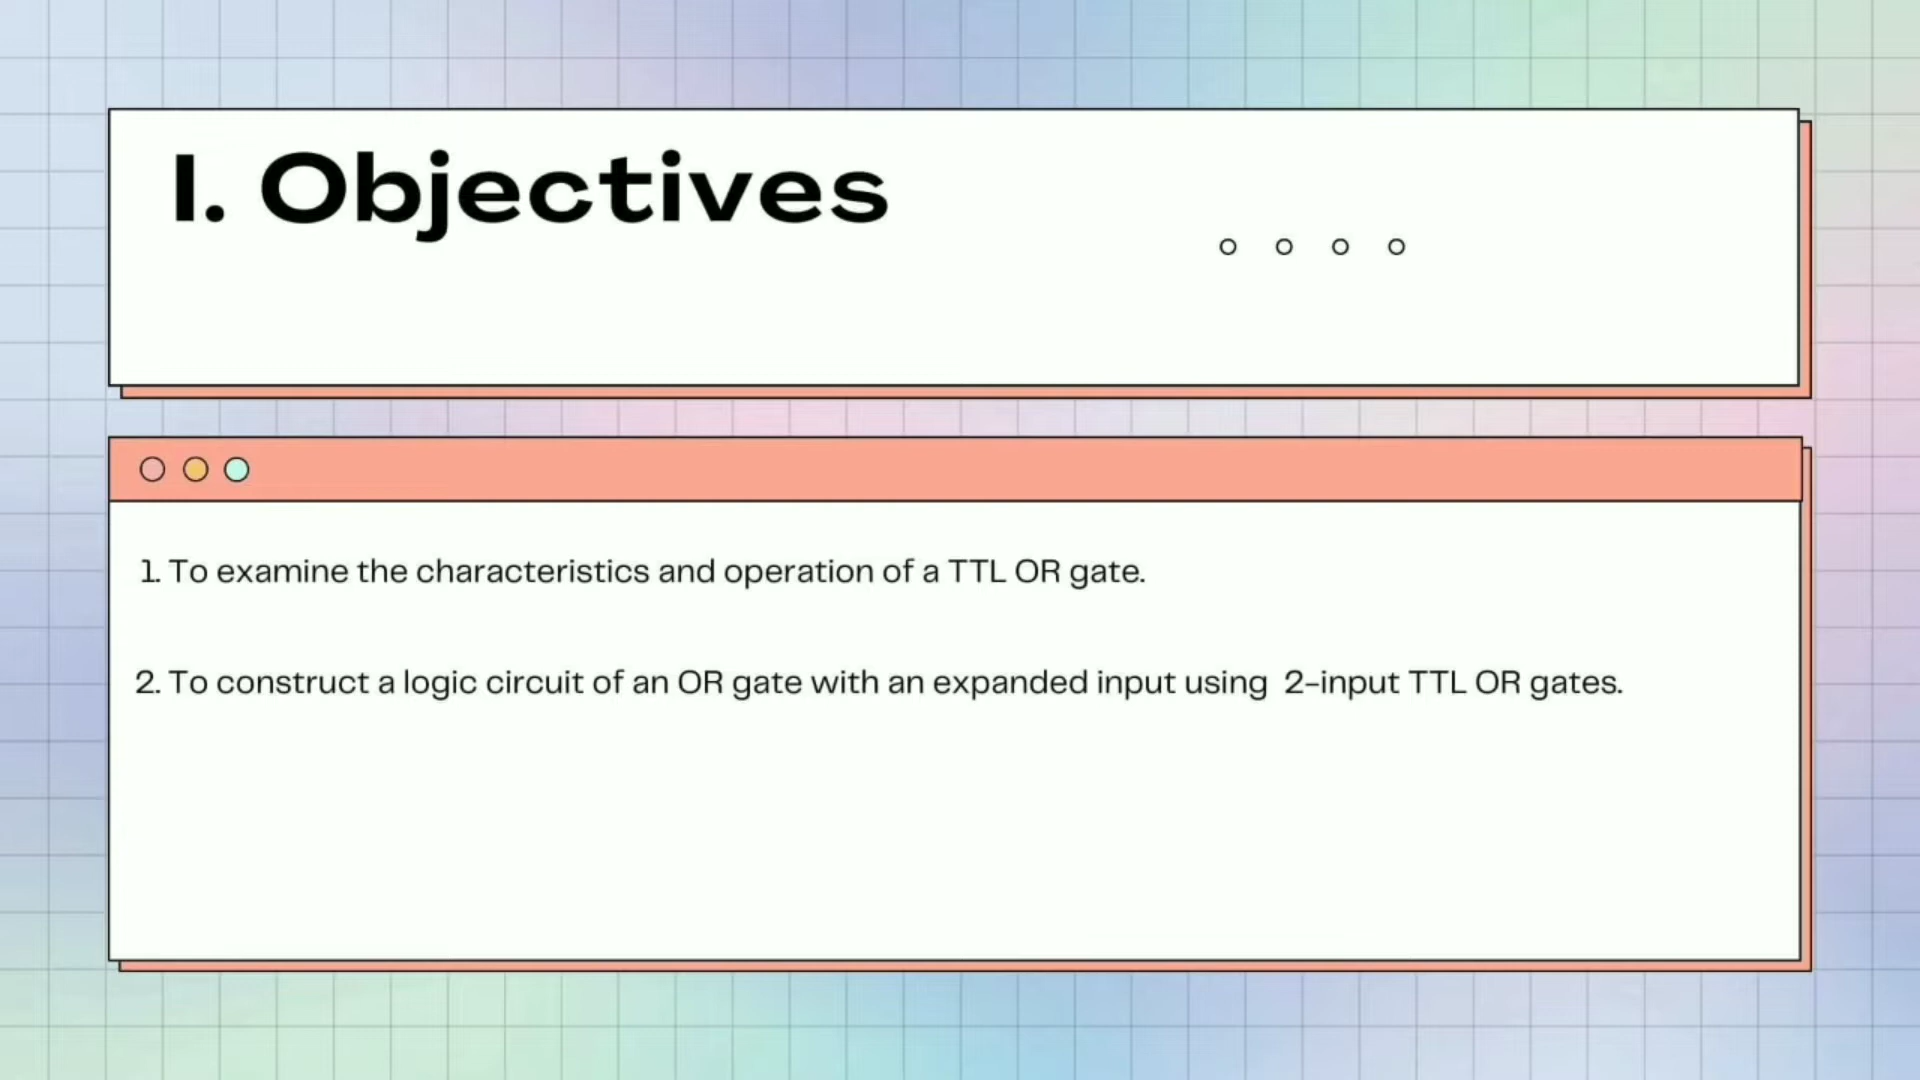 I. Objectives
1. To examine the characteristics and operation of a TTL OR gate.
2. To construct a logic circuit of an OR gate with an expanded input using  2-input TTL OR gates.